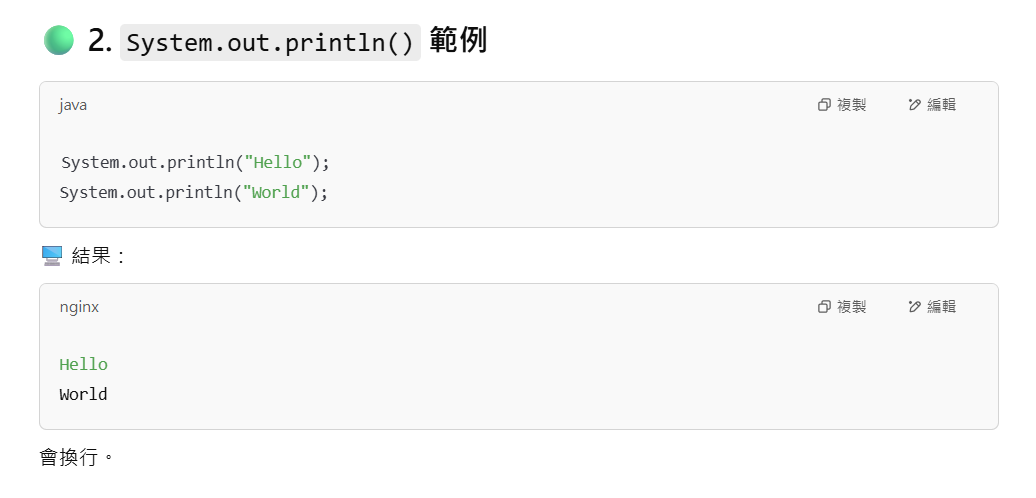 2. System.out.println() 範例
java 複製 編輯
System.out.println("Hello");
System.out.println("World");
結果：
nginx 複製 編輯
Hello
World
會換行。